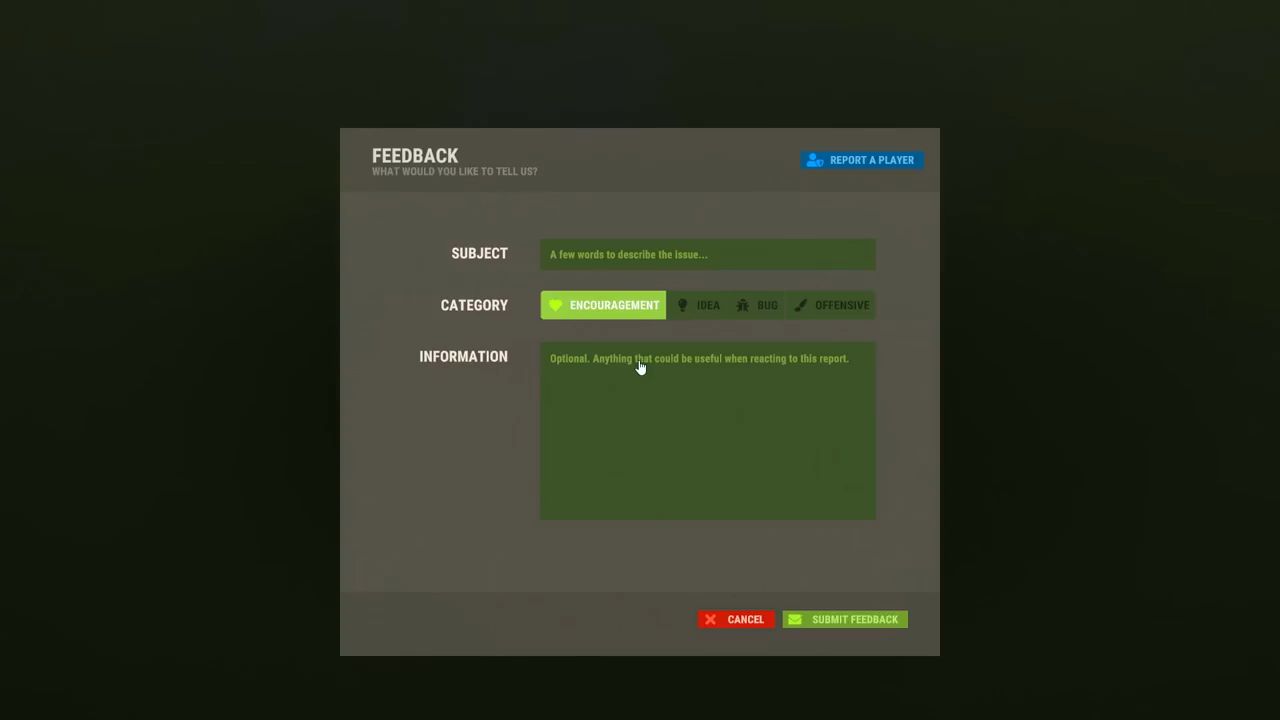 FEEDBACK
WHAT WOULD YOU LIKE TO TELL US?
REPORT A PLAYER
SUBJECT
A few words to describe the issue...
CATEGORY
ENCOURAGEMENT IDEA BUG OFFENSIVE
INFORMATION
Optional. Anything that could be useful when reacting to this report.
CANCEL
SUBMIT FEEDBACK